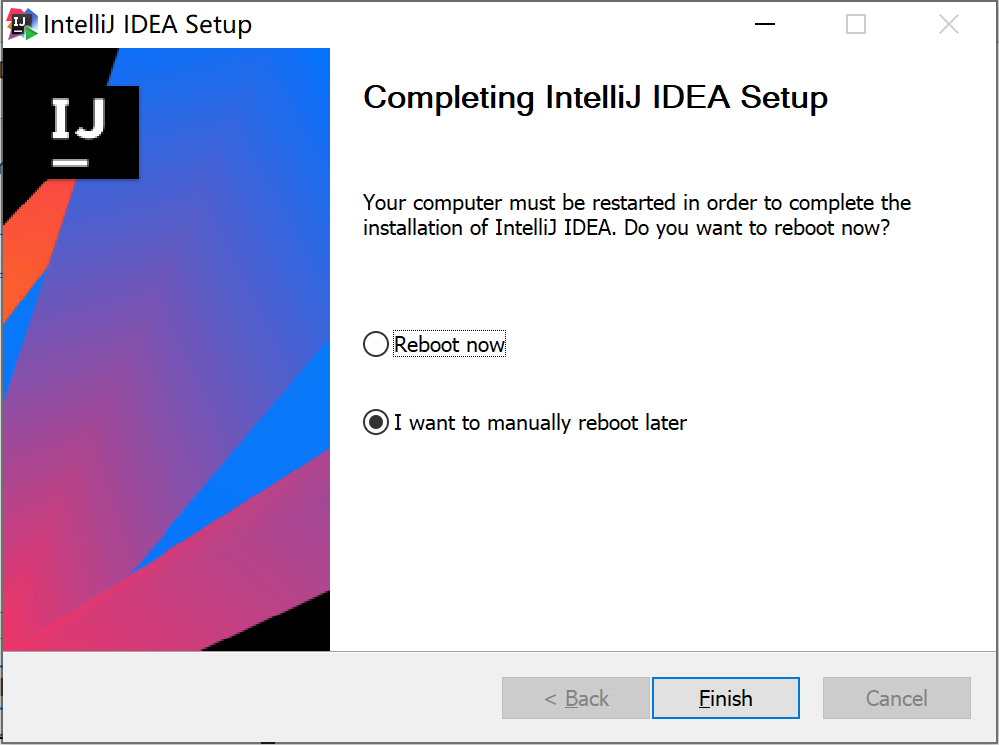 IntelliJ IDEA Setup
IJ
Completing IntelliJ IDEA Setup
Your computer must be restarted in order to complete the
installation of IntelliJ IDEA. Do you want to reboot now?
Reboot now
I want to manually reboot later
< Back
Finish
Cancel